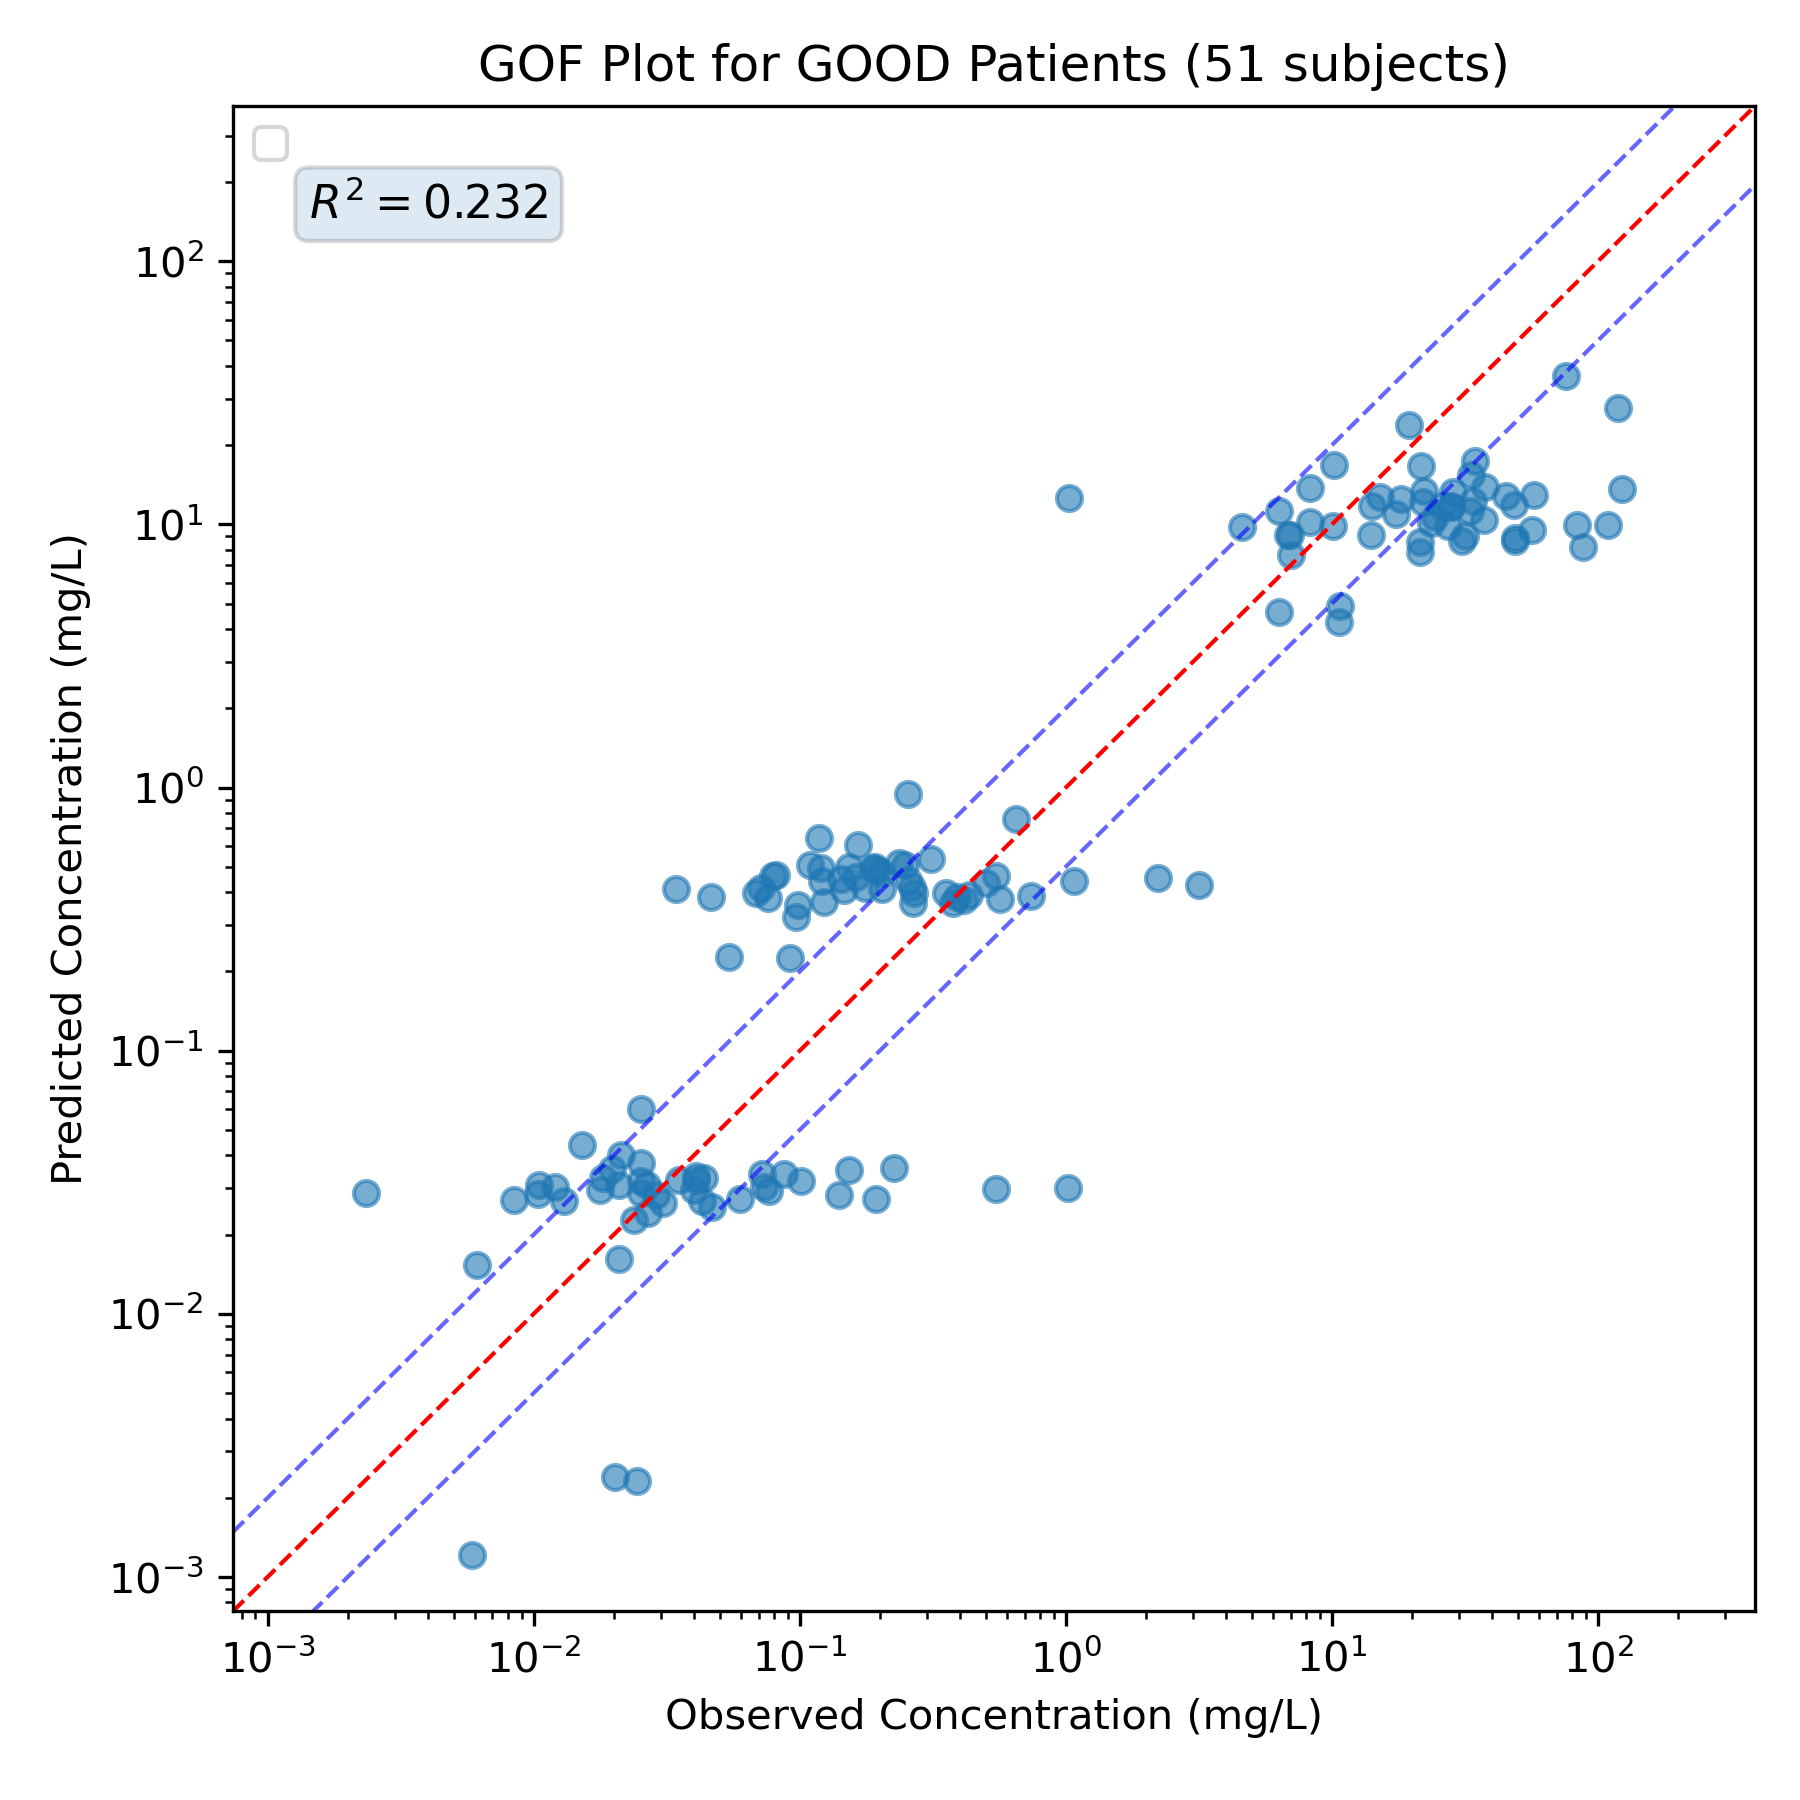 GOF Plot for GOOD Patients (51 subjects)
R² = 0.232
Predicted Concentration (mg/L)
10²
10¹
10⁰
10⁻¹
10⁻²
10⁻³
10⁻³ 10⁻² 10⁻¹ 10⁰ 10¹ 10²
Observed Concentration (mg/L)